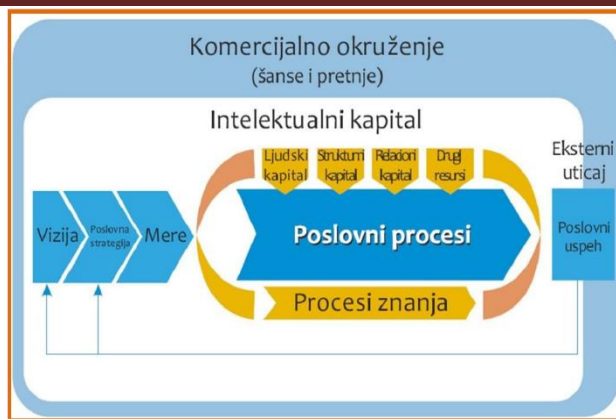 Komercijalno okruženje
(šanse i pretnje)
Intelektualni kapital
Ljudski
kapital
Strukturni
kapital
Relacioni
kapital
Drugi
resursi
Eksterni
uticaj
Vizija
Poslovna
strategija
Mere
Poslovni procesi
Poslovni
uspeh
Procesi znanja